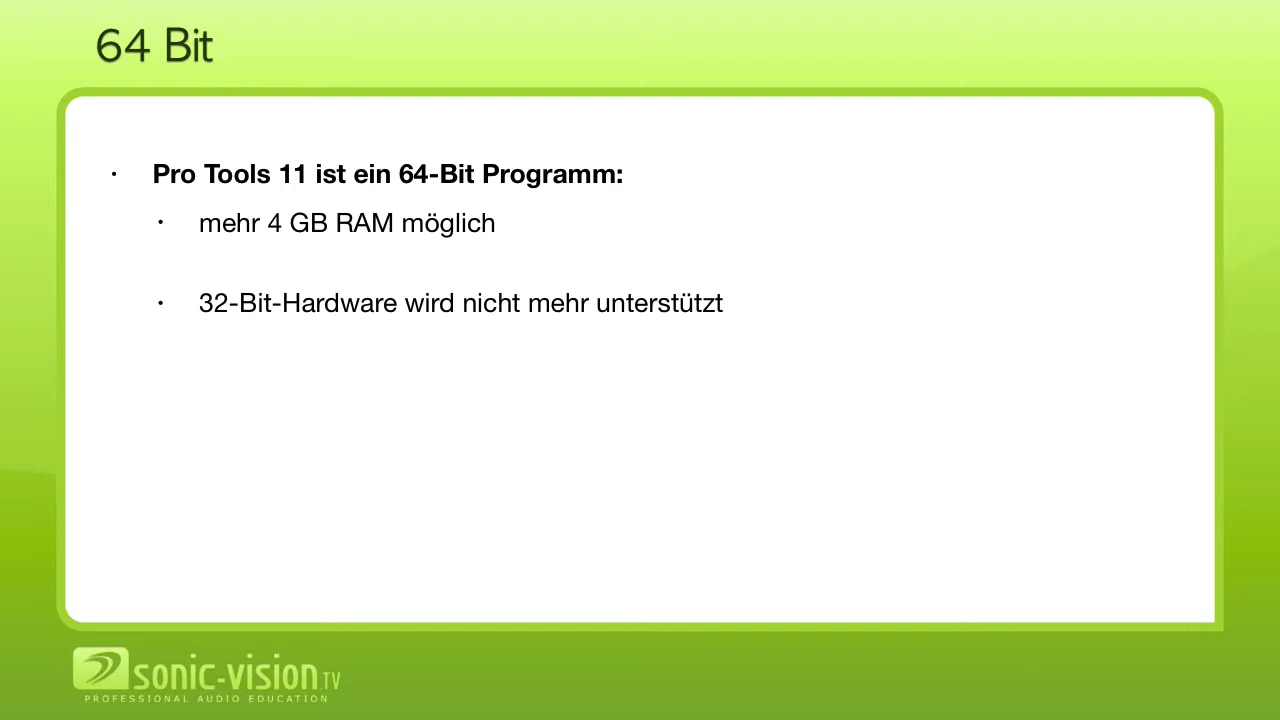 64 Bit
· Pro Tools 11 ist ein 64-Bit Programm:
· mehr 4 GB RAM möglich
· 32-Bit-Hardware wird nicht mehr unterstützt
sonic-vision.TV
PROFESSIONAL AUDIO EDUCATION